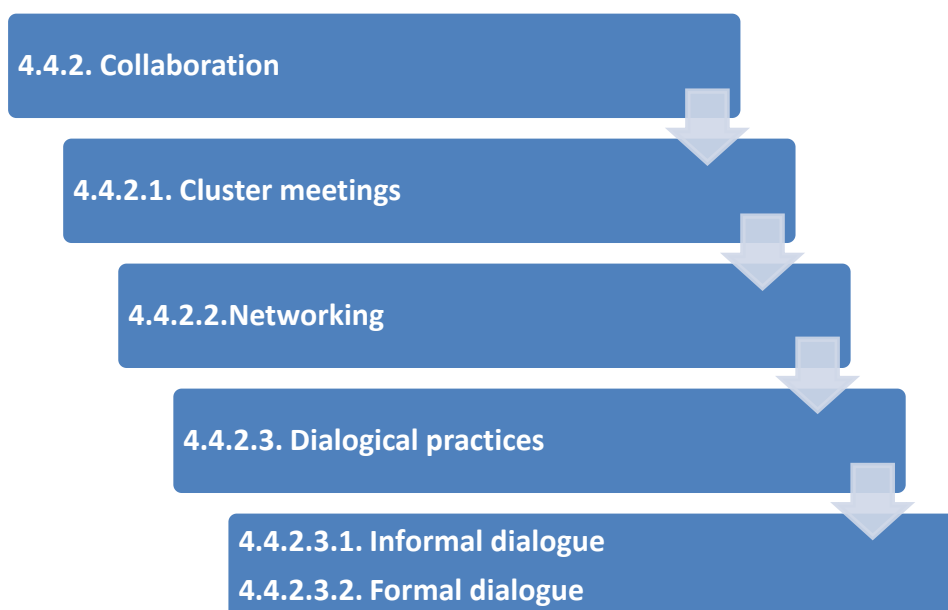 4.4.2. Collaboration
4.4.2.1. Cluster meetings
4.4.2.2.Networking
4.4.2.3. Dialogical practices
4.4.2.3.1. Informal dialogue
4.4.2.3.2. Formal dialogue